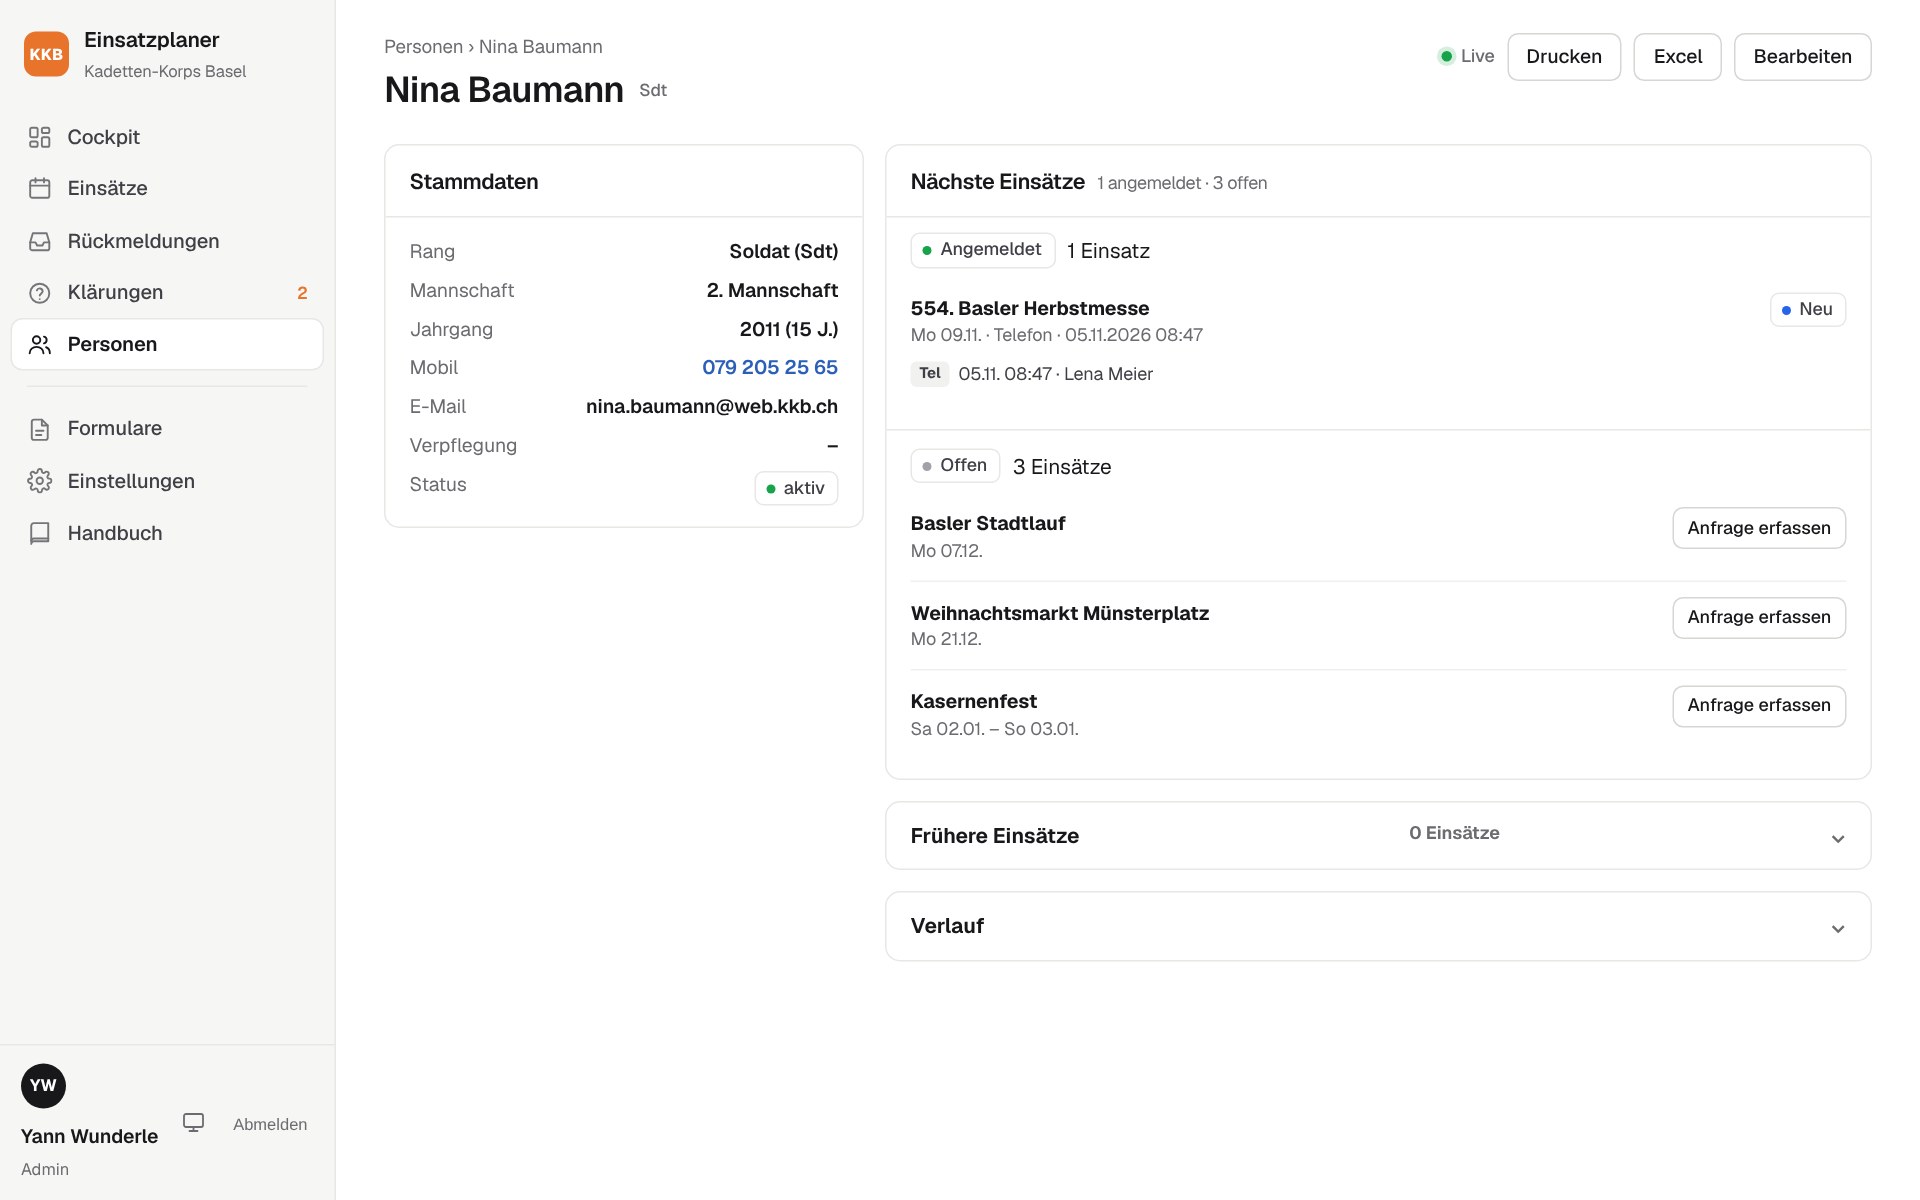 KKB
Einsatzplaner
Kadetten-Korps Basel
Cockpit
Einsätze
Rückmeldungen
Klärungen 2
Personen
Formulare
Einstellungen
Handbuch
YW
Yann Wunderle
Admin
Abmelden
Personen › Nina Baumann
Nina Baumann Sdt
Live
Drucken
Excel
Bearbeiten
Stammdaten
Rang Soldat (Sdt)
Mannschaft 2. Mannschaft
Jahrgang 2011 (15 J.)
Mobil 079 205 25 65
E-Mail nina.baumann@web.kkb.ch
Verpflegung –
Status aktiv
Nächste Einsätze 1 angemeldet · 3 offen
Angemeldet 1 Einsatz
554. Basler Herbstmesse Neu
Mo 09.11. · Telefon · 05.11.2026 08:47
Tel 05.11. 08:47 · Lena Meier
Offen 3 Einsätze
Basler Stadtlauf
Mo 07.12.
Anfrage erfassen
Weihnachtsmarkt Münsterplatz
Mo 21.12.
Anfrage erfassen
Kasernenfest
Sa 02.01. – So 03.01.
Anfrage erfassen
Frühere Einsätze 0 Einsätze
Verlauf